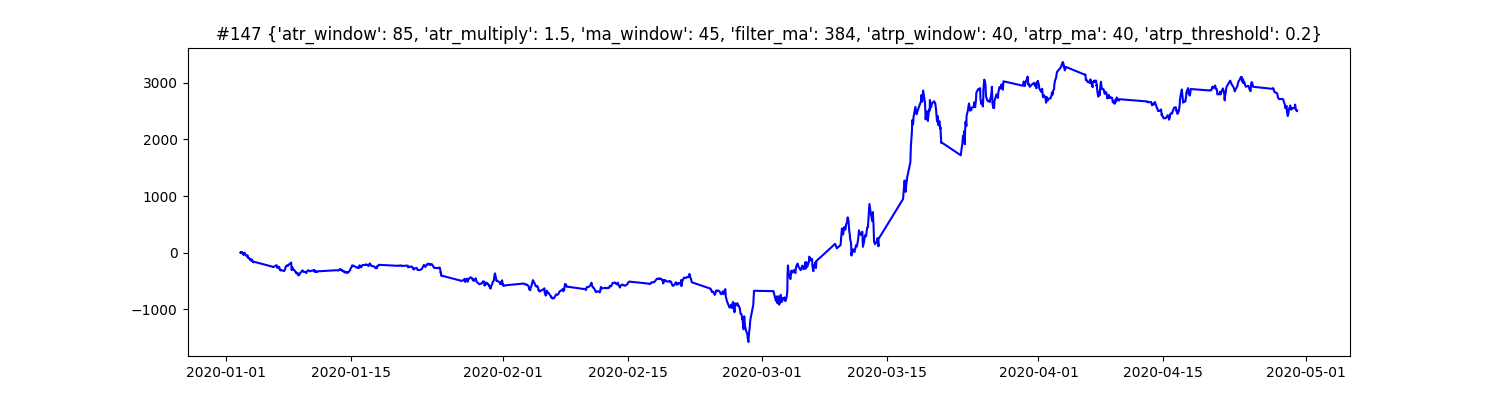 #147 {'atr_window': 85, 'atr_multiply': 1.5, 'ma_window': 45, 'filter_ma': 384, 'atrp_window': 40, 'atrp_ma': 40, 'atrp_threshold': 0.2}
3000
2000
1000
0
−1000
2020-01-01 2020-01-15 2020-02-01 2020-02-15 2020-03-01 2020-03-15 2020-04-01 2020-04-15 2020-05-01